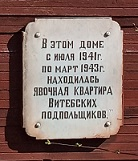 В этом доме
с июля 1941г.
по март 1943г.
находилась
явочная квартира
Витебских
подпольщиков.